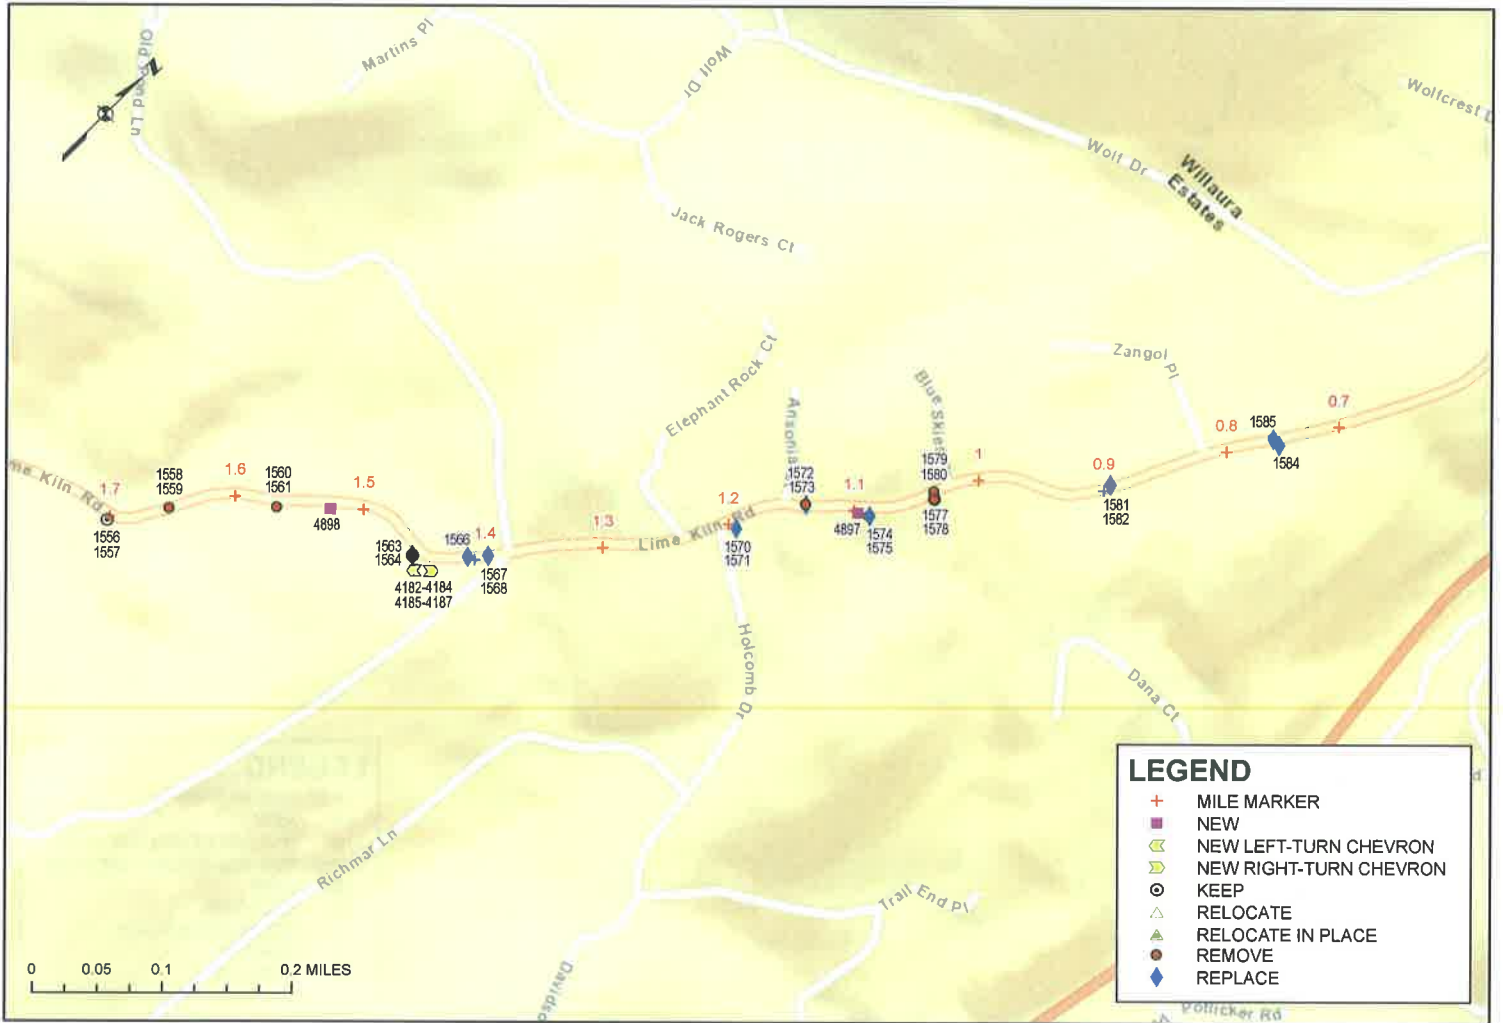 Old Pond Ln
N
Martins Pl
Wolf Dr
Wolfcrest
Wolf Dr
Willaura
Estates
Jack Rogers Ct
Elephant Rock Ct
Zangol Pl
Ansonia
Blue Skies
0.7
1585
0.8
1584
1579
1580
1
0.9
1581
1582
1577
1578
1572
1573
1.1
4897
1574
1575
1.2
Lime Kiln Rd
1570
1571
1.3
me Kiln Rd
1.7
1556
1557
1558
1559
1.6
1560
1561
4898
1.5
1563
1564
1566
1.4
1567
1568
4182-4184
4185-4187
Holcomb Dr
Dana Ct
Richmar Ln
Trail End Pl
Davidso
Potlicker Rd
d
LEGEND
MILE MARKER
NEW
NEW LEFT-TURN CHEVRON
NEW RIGHT-TURN CHEVRON
KEEP
RELOCATE
RELOCATE IN PLACE
REMOVE
REPLACE
0 0.05 0.1 0.2 MILES